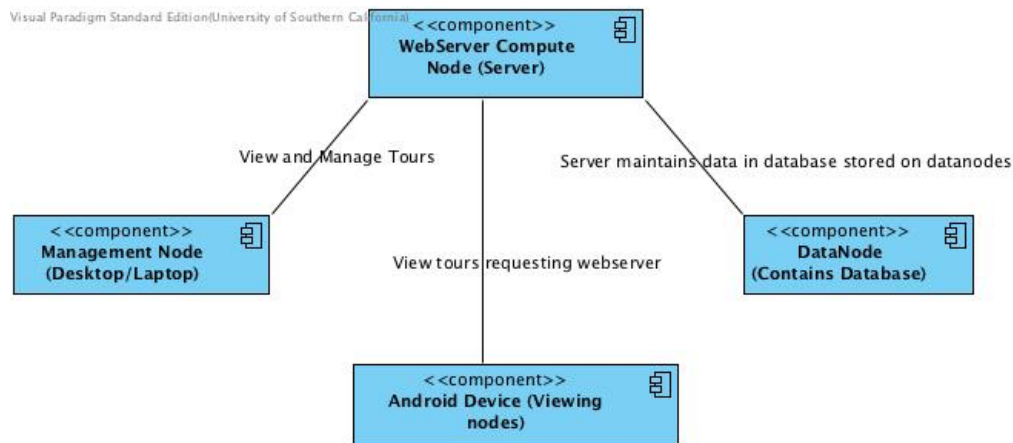 Visual Paradigm Standard Edition(University of Southern California)
<<component>>
WebServer Compute
Node (Server)
View and Manage Tours
Server maintains data in database stored on datanodes
<<component>>
Management Node
(Desktop/Laptop)
<<component>>
DataNode
(Contains Database)
View tours requesting webserver
<<component>>
Android Device (Viewing
nodes)